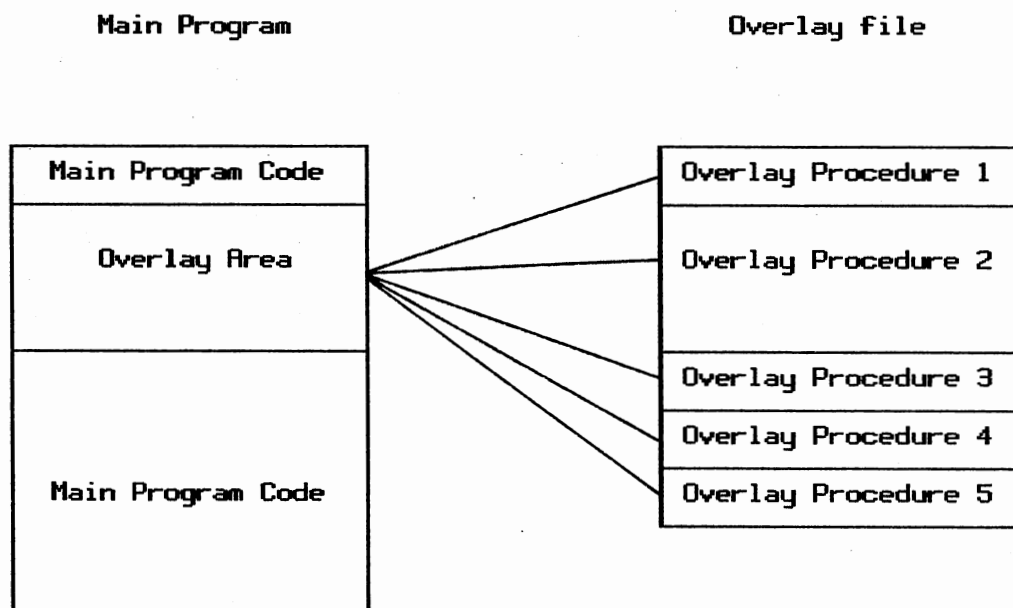 Main Program
Overlay file
Main Program Code
Overlay Area
Main Program Code
Overlay Procedure 1
Overlay Procedure 2
Overlay Procedure 3
Overlay Procedure 4
Overlay Procedure 5